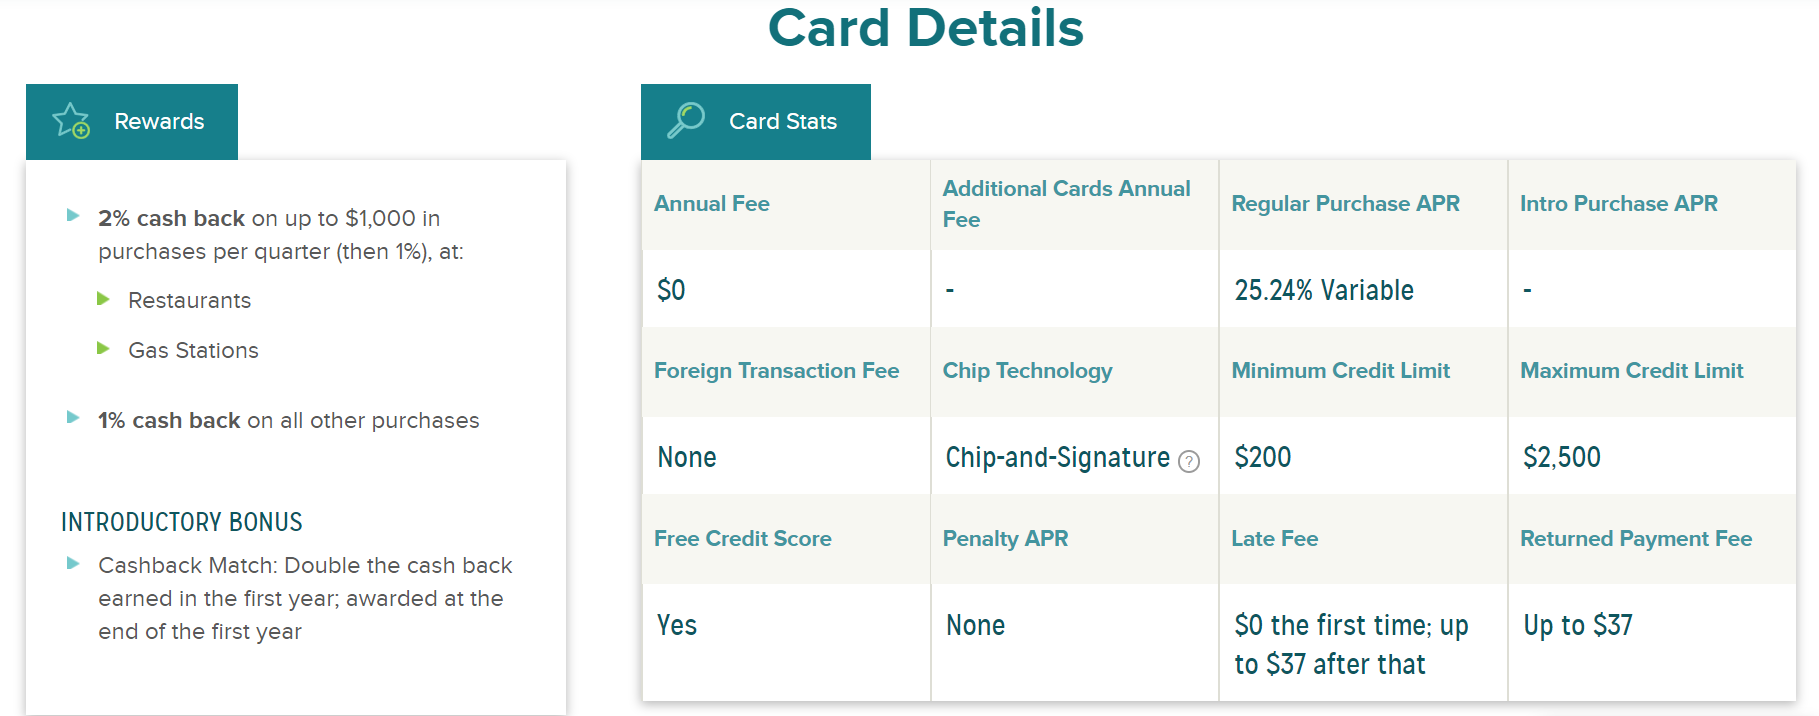 Card Details
Rewards
2% cash back on up to $1,000 in
purchases per quarter (then 1%), at:
Restaurants
Gas Stations
1% cash back on all other purchases
INTRODUCTORY BONUS
Cashback Match: Double the cash back
earned in the first year; awarded at the
end of the first year
Card Stats
Annual Fee
Additional Cards Annual
Fee
Regular Purchase APR
Intro Purchase APR
$0
-
25.24% Variable
-
Foreign Transaction Fee
Chip Technology
Minimum Credit Limit
Maximum Credit Limit
None
Chip-and-Signature ?
$200
$2,500
Free Credit Score
Penalty APR
Late Fee
Returned Payment Fee
Yes
None
$0 the first time; up
to $37 after that
Up to $37